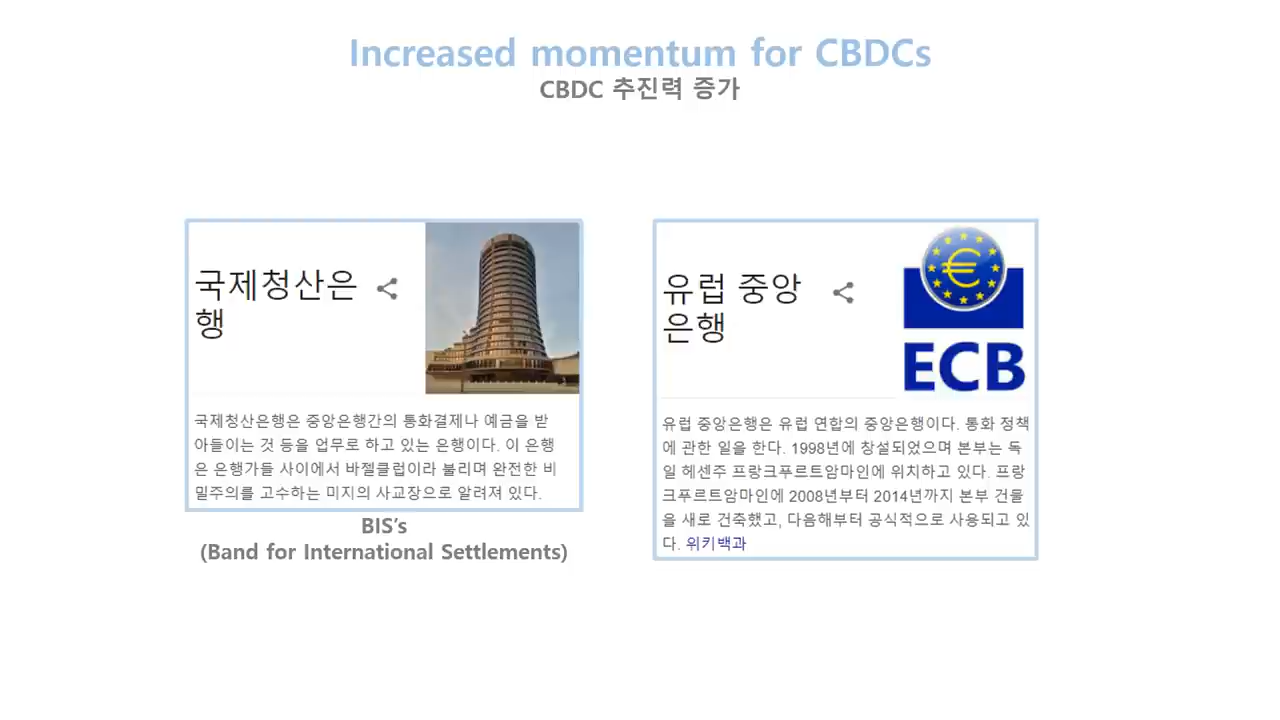 Increased momentum for CBDCs
CBDC 추진력 증가
국제청산은
행
국제청산은행은 중앙은행간의 통화결제나 예금을 받
아들이는 것 등을 업무로 하고 있는 은행이다. 이 은행
은 은행가들 사이에서 바젤클럽이라 불리며 완전한 비
밀주의를 고수하는 미지의 사교장으로 알려져 있다.
BIS’s
(Band for International Settlements)
유럽 중앙
은행
ECB
유럽 중앙은행은 유럽 연합의 중앙은행이다. 통화 정책
에 관한 일을 한다. 1998년에 창설되었으며 본부는 독
일 헤센주 프랑크푸르트암마인에 위치하고 있다. 프랑
크푸르트암마인에 2008년부터 2014년까지 본부 건물
을 새로 건축했고, 다음해부터 공식적으로 사용되고 있
다. 위키백과